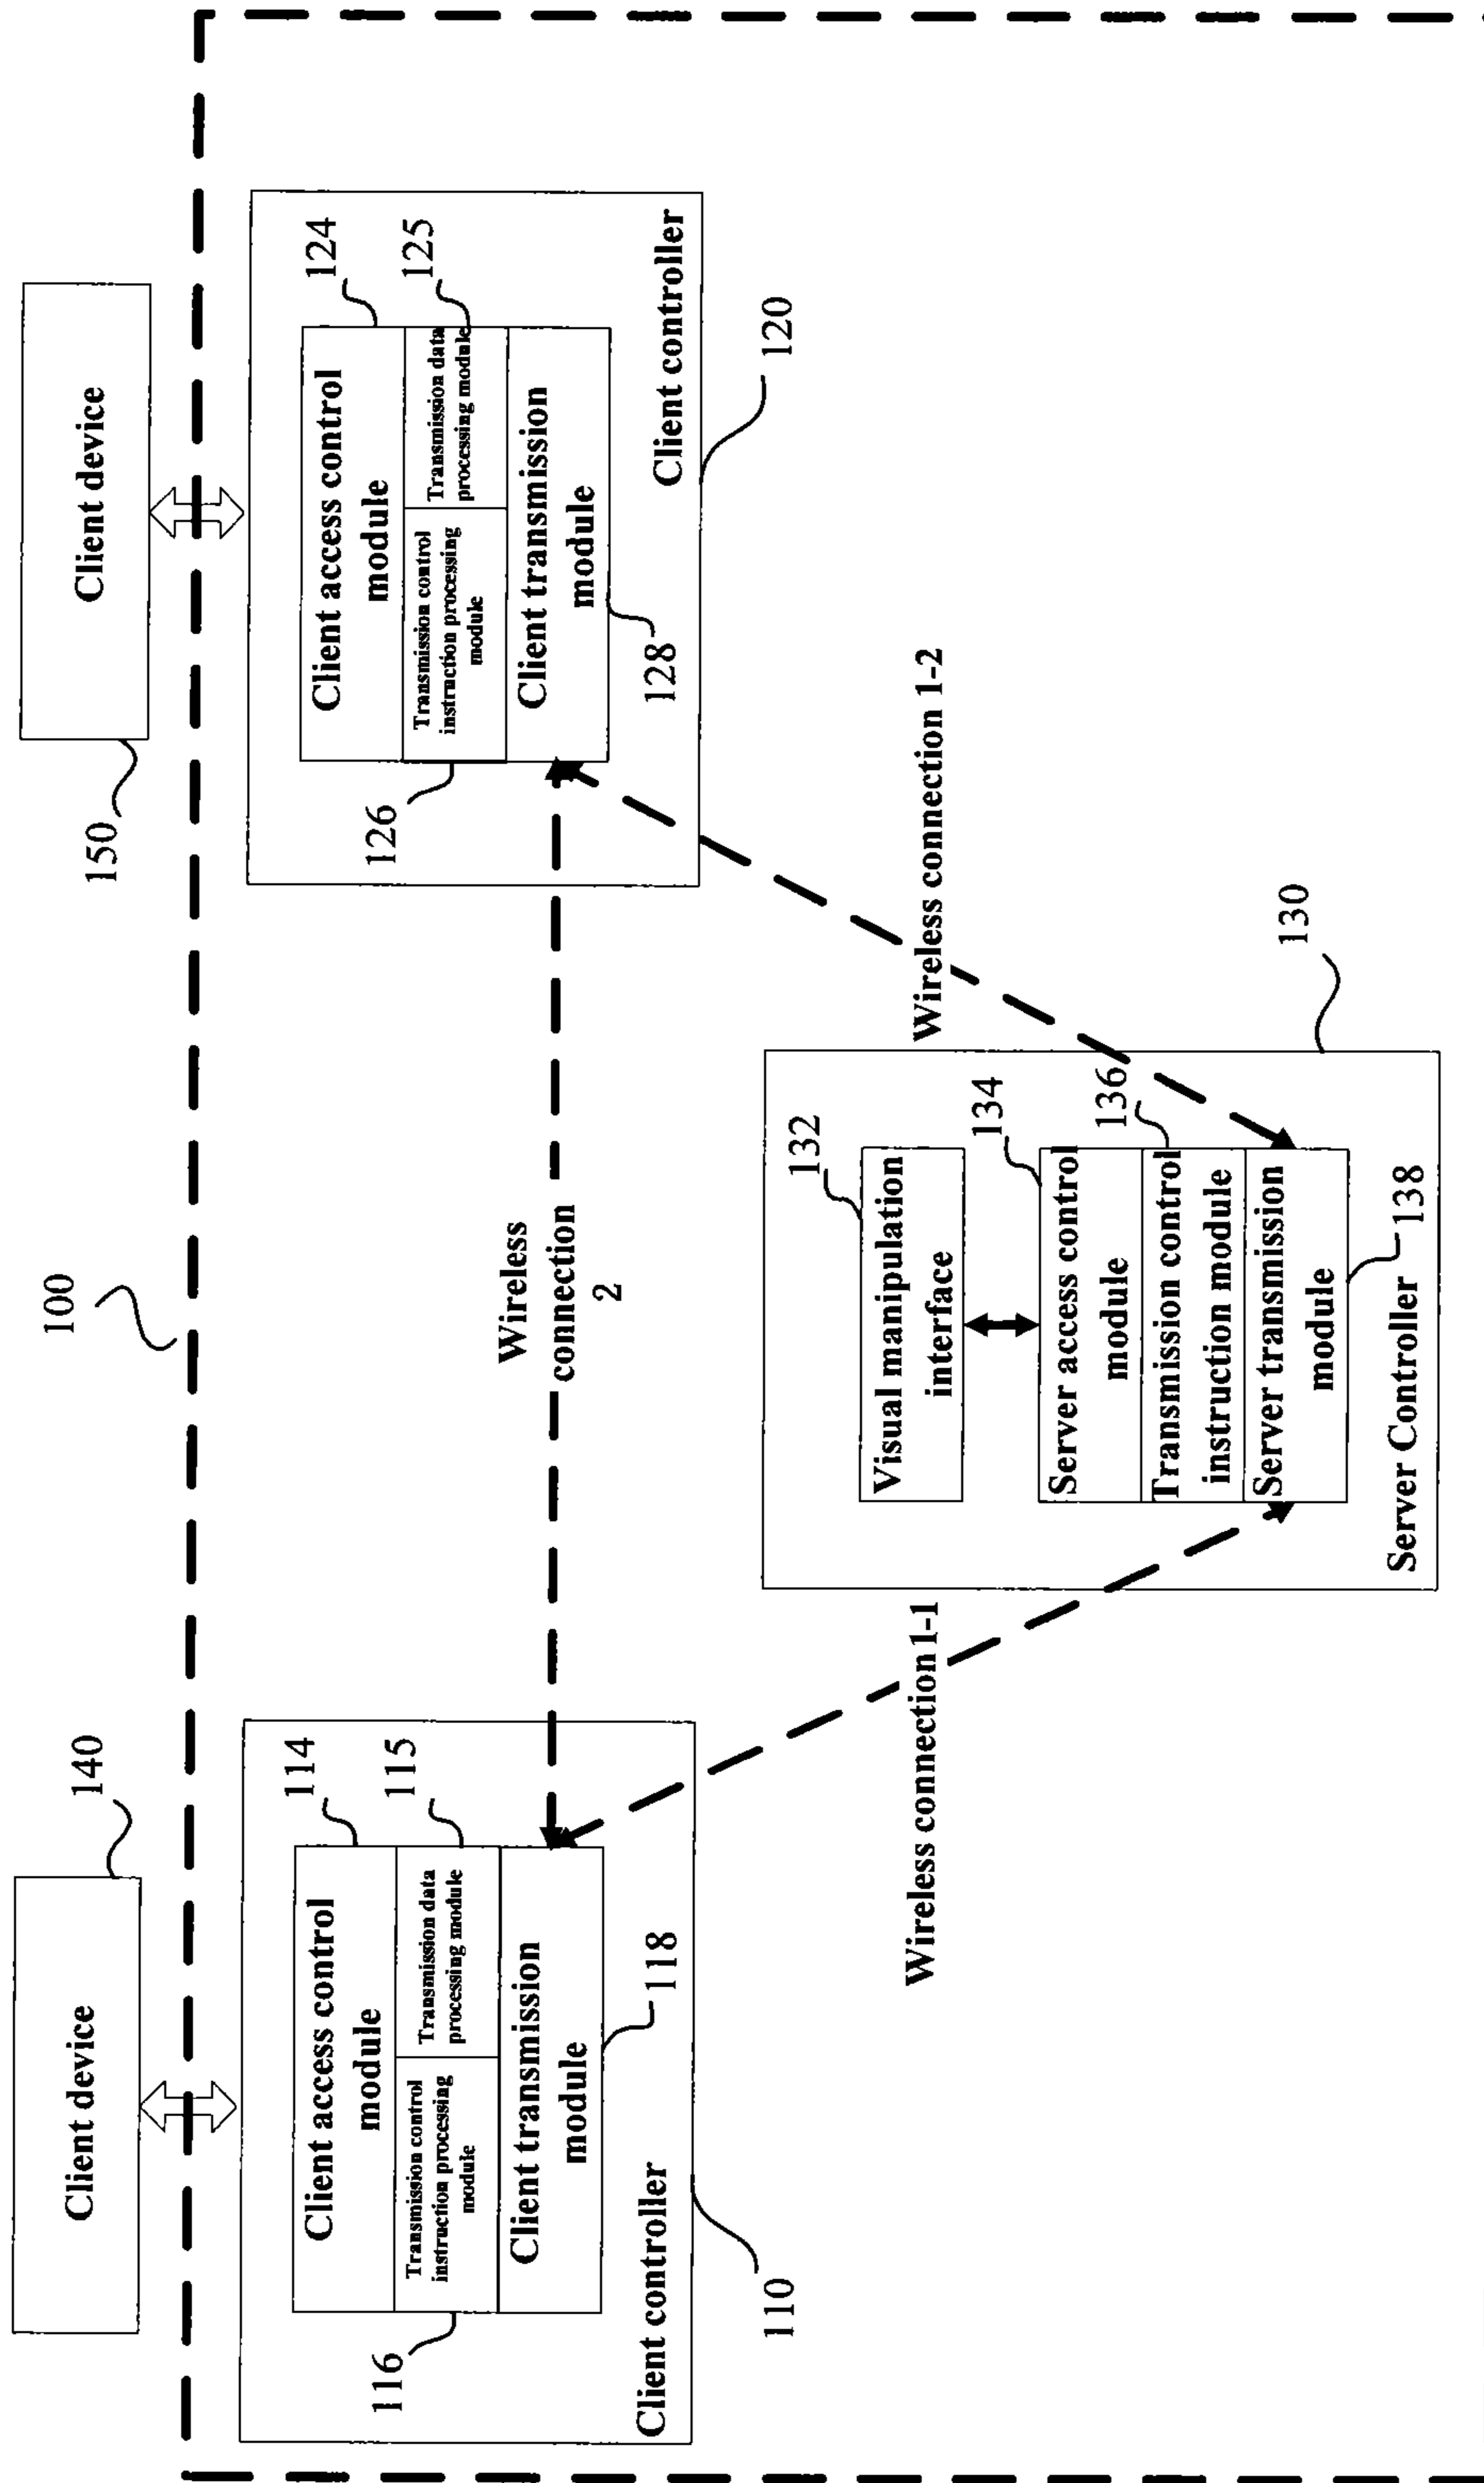 100
140
Client device
Client device
150
114
Client access control
module
115
Transmission control
instruction processing
module
Transmission data
processing module
116
Client transmission
module
118
Client controller
110
Wireless
connection
2
124
Client access control
module
125
Transmission control
instruction processing
module
Transmission data
processing module
126
Client transmission
module
128
Client controller
120
Wireless connection 1-1
Wireless connection 1-2
130
132
Visual manipulation
interface
134
Server access control
module
136
Transmission control
instruction module
Server transmission
module
138
Server Controller